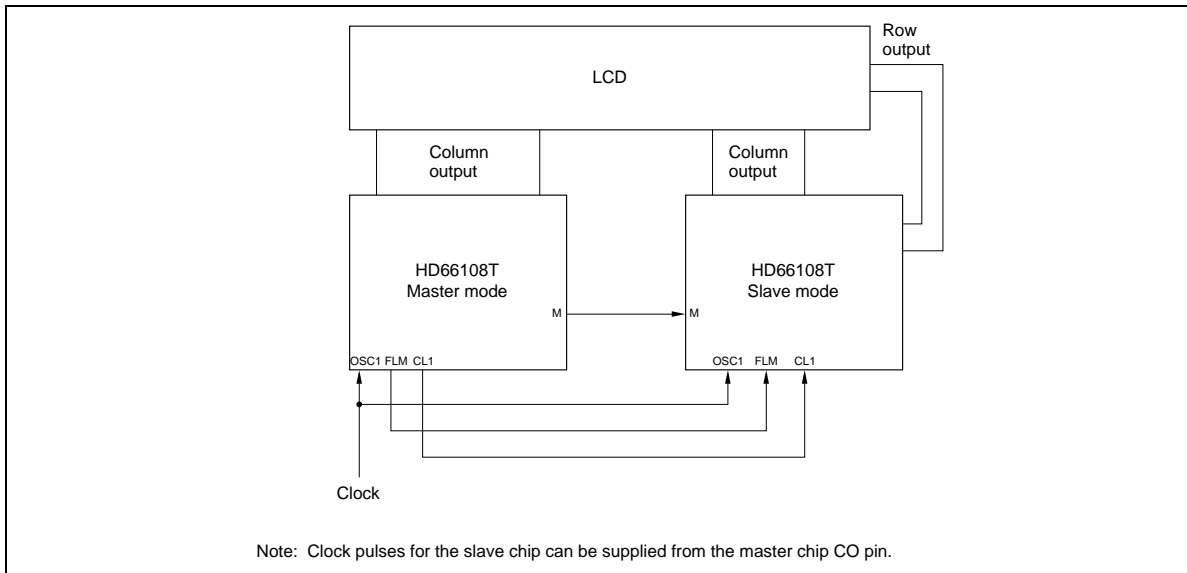 Row
output
LCD
Column
output
Column
output
HD66108T
Master mode
HD66108T
Slave mode
M
M
OSC1 FLM CL1
OSC1 FLM CL1
Clock
Note: Clock pulses for the slave chip can be supplied from the master chip CO pin.